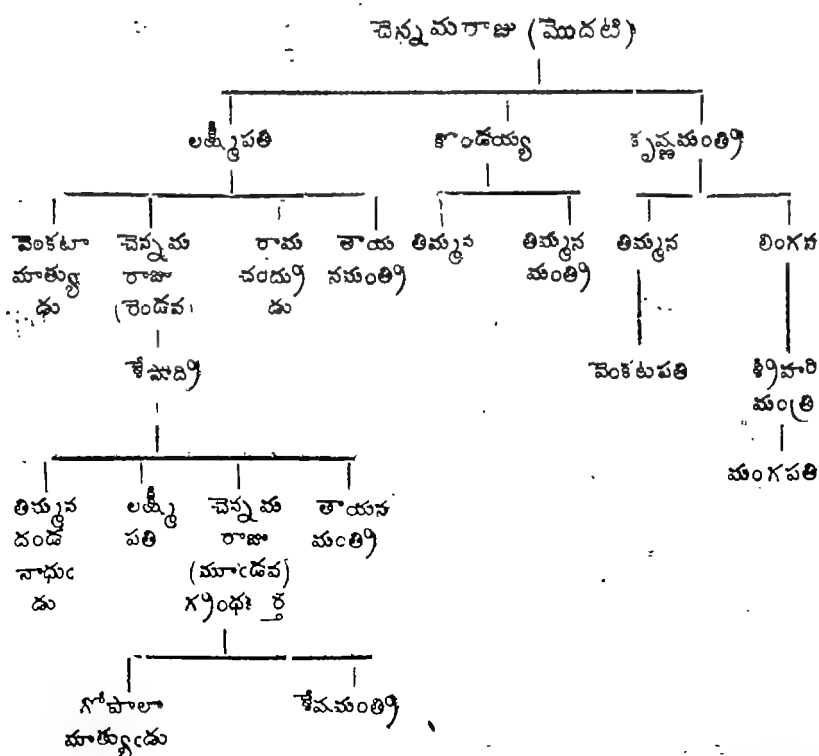 చెన్నమరాజు (మొదటి)
లక్ష్మీపతి కొండయ్య కృష్ణమంత్రి
వెంకటా చెన్నమ రామ తాయ తిమ్మన తిమ్మన తిమ్మన లింగన
మాత్యు రాజు చంద్రు నమంత్రి మంత్రి
డు (రెండవ) డు
శేషాద్రి వెంకటపతి శ్రీహరి
మంత్రి
మంగపతి
తిమ్మన లక్ష్మీ చెన్నమ తాయన
దండ పతి రాజు మంత్రి
నాథుఁ (మూఁడవ)
డు
గోపాలా శేషమంత్రి
మాత్యుఁడు